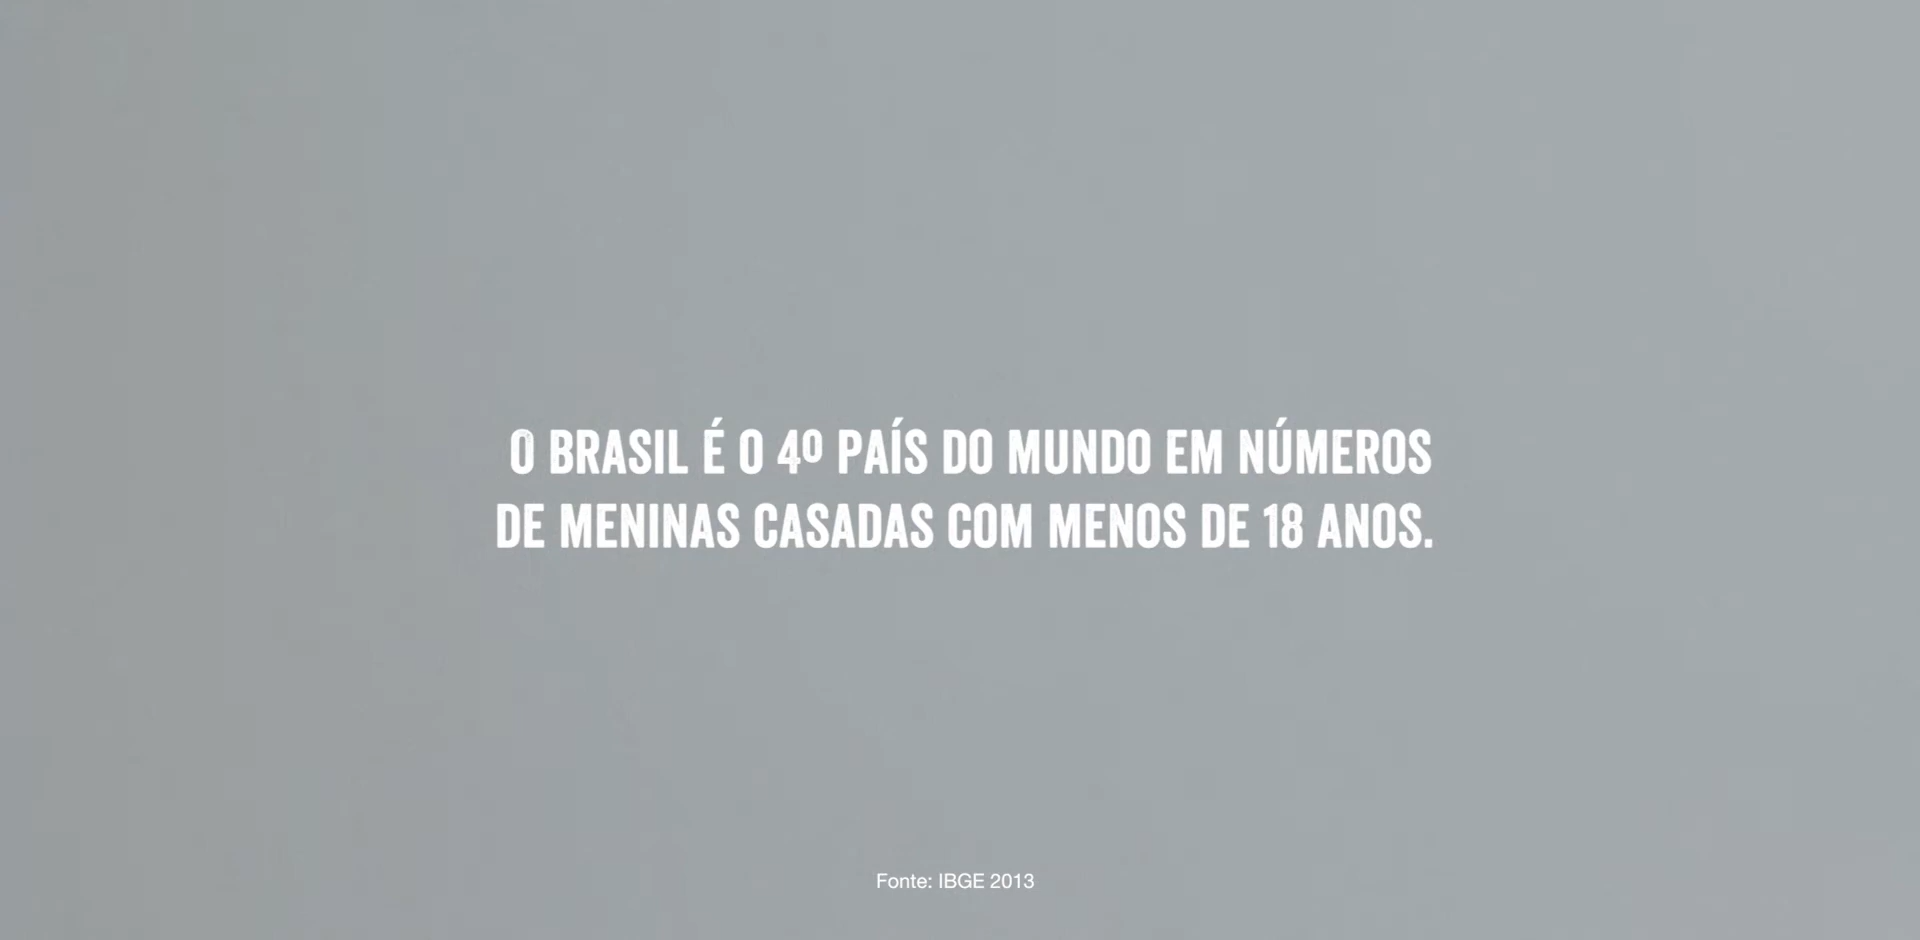 O BRASIL É O 4º PAÍS DO MUNDO EM NÚMEROS
DE MENINAS CASADAS COM MENOS DE 18 ANOS.
Fonte: IBGE 2013